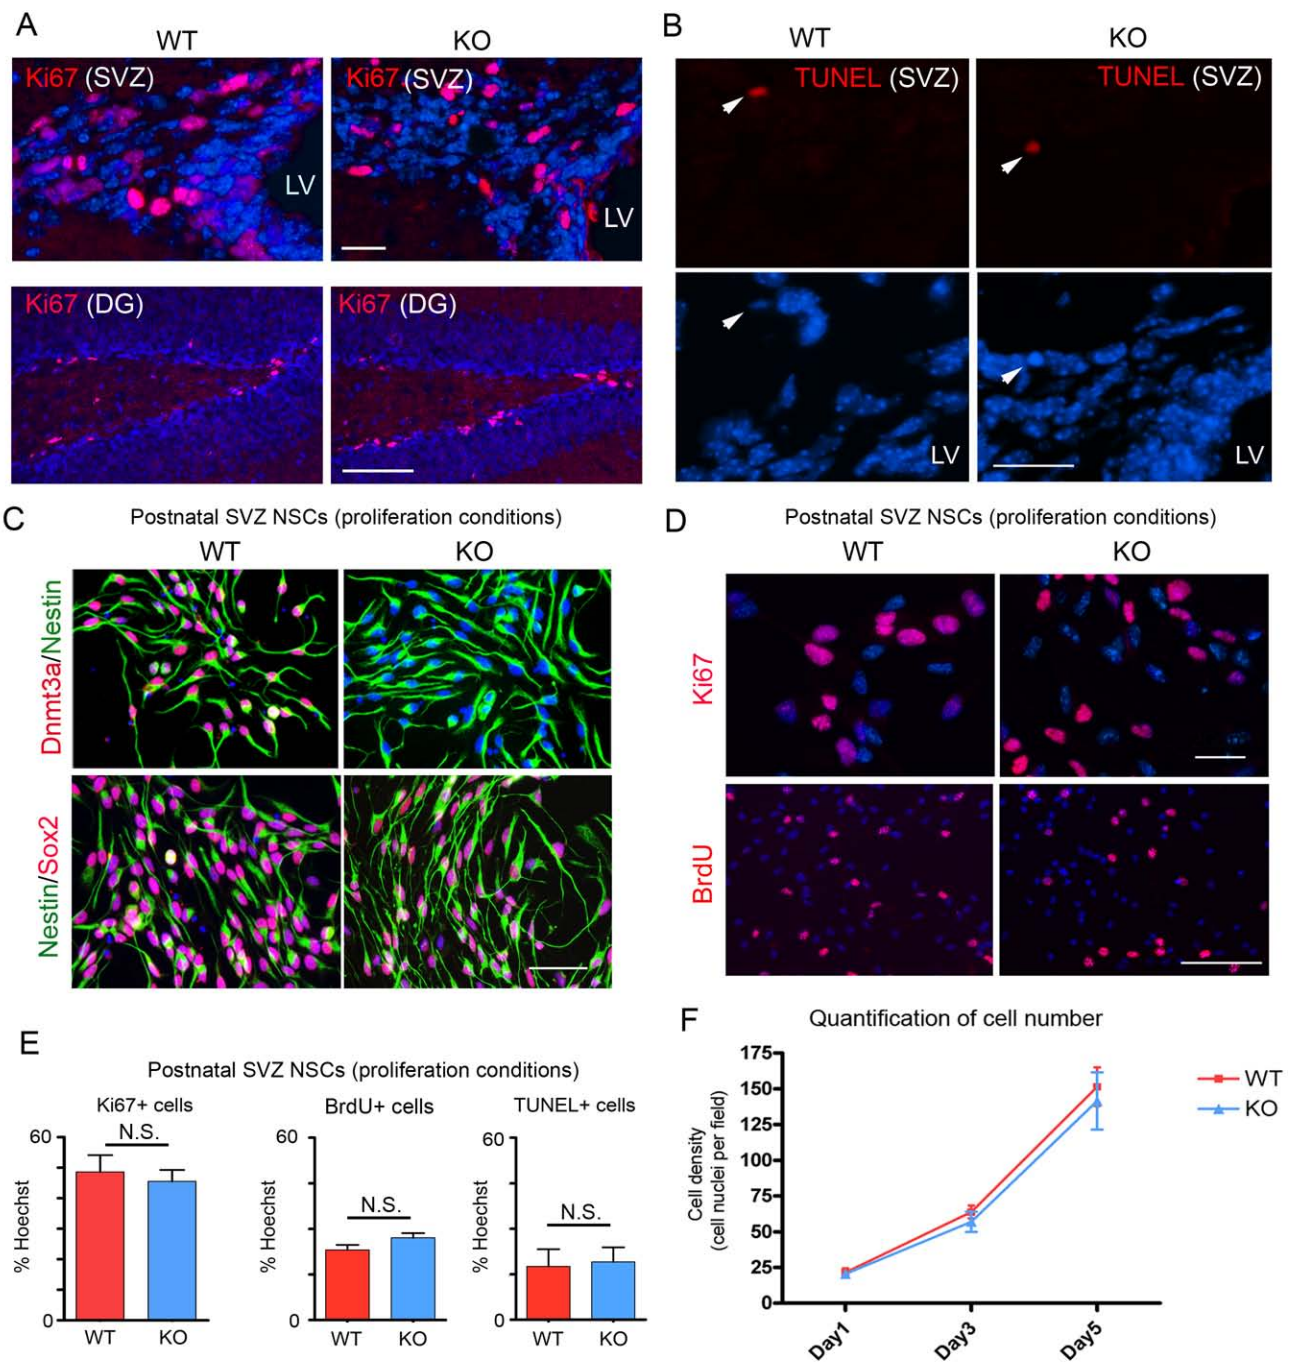 A
WT
KO
Ki67 (SVZ)
Ki67 (SVZ)
LV
LV
Ki67 (DG)
Ki67 (DG)
B
WT
KO
TUNEL (SVZ)
TUNEL (SVZ)
LV
LV
C
Postnatal SVZ NSCs (proliferation conditions)
WT
KO
Dnmt3a/Nestin
Nestin/Sox2
D
Postnatal SVZ NSCs (proliferation conditions)
WT
KO
Ki67
BrdU
E
Postnatal SVZ NSCs (proliferation conditions)
Ki67+ cells
60
N.S.
% Hoechst
0
WT
KO
BrdU+ cells
60
N.S.
% Hoechst
0
WT
KO
TUNEL+ cells
60
N.S.
% Hoechst
0
WT
KO
F
Quantification of cell number
175
150
125
100
75
50
25
0
Cell density
(cell nuclei per field)
Day1
Day3
Day5
WT
KO